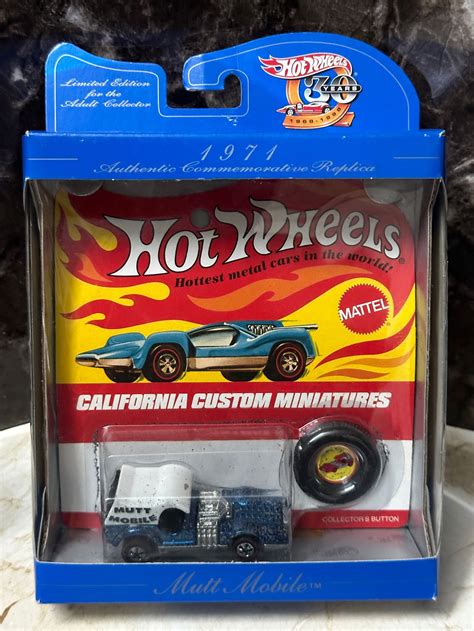 Limited Edition
for the
Adult Collector
Hot Wheels
30
YEARS
1968-1998
1971
Authentic Commemorative Replica
HOT WHEELS®
Hottest metal cars in the world!
MATTEL
CALIFORNIA CUSTOM MINIATURES
MUTT
MOBILE
COLLECTOR'S BUTTON
Mutt Mobile™